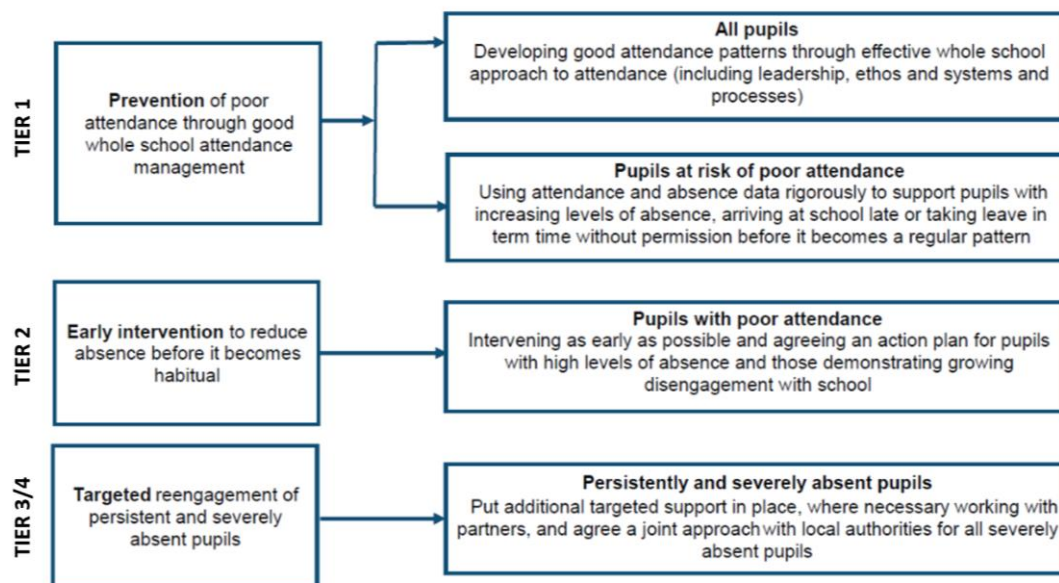 TIER 1
Prevention of poor
attendance through good
whole school attendance
management
All pupils
Developing good attendance patterns through effective whole school
approach to attendance (including leadership, ethos and systems and
processes)
Pupils at risk of poor attendance
Using attendance and absence data rigorously to support pupils with
increasing levels of absence, arriving at school late or taking leave in
term time without permission before it becomes a regular pattern
TIER 2
Early intervention to reduce
absence before it becomes
habitual
Pupils with poor attendance
Intervening as early as possible and agreeing an action plan for pupils
with high levels of absence and those demonstrating growing
disengagement with school
TIER 3/4
Targeted reengagement of
persistent and severely
absent pupils
Persistently and severely absent pupils
Put additional targeted support in place, where necessary working with
partners, and agree a joint approach with local authorities for all severely
absent pupils